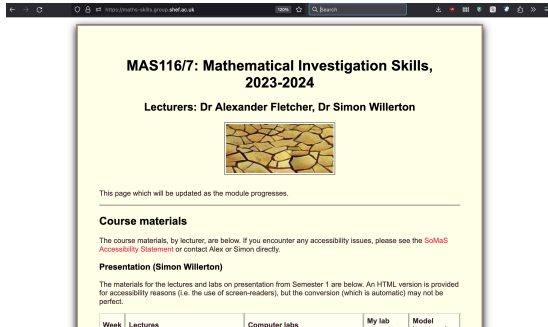 https://maths-skills.group.shef.ac.uk
120%
Search
MAS116/7: Mathematical Investigation Skills,
2023-2024
Lecturers: Dr Alexander Fletcher, Dr Simon Willerton
This page which will be updated as the module progresses.
Course materials
The course materials, by lecturer, are below. If you encounter any accessibility issues, please see the SoMaS
Accessibility Statement or contact Alex or Simon directly.
Presentation (Simon Willerton)
The materials for the lectures and labs on presentation from Semester 1 are below. An HTML version is provided
for accessibility reasons (i.e. the use of screen-readers), but the conversion (which is automatic) may not be
perfect.
Week Lectures Computer labs My lab Model